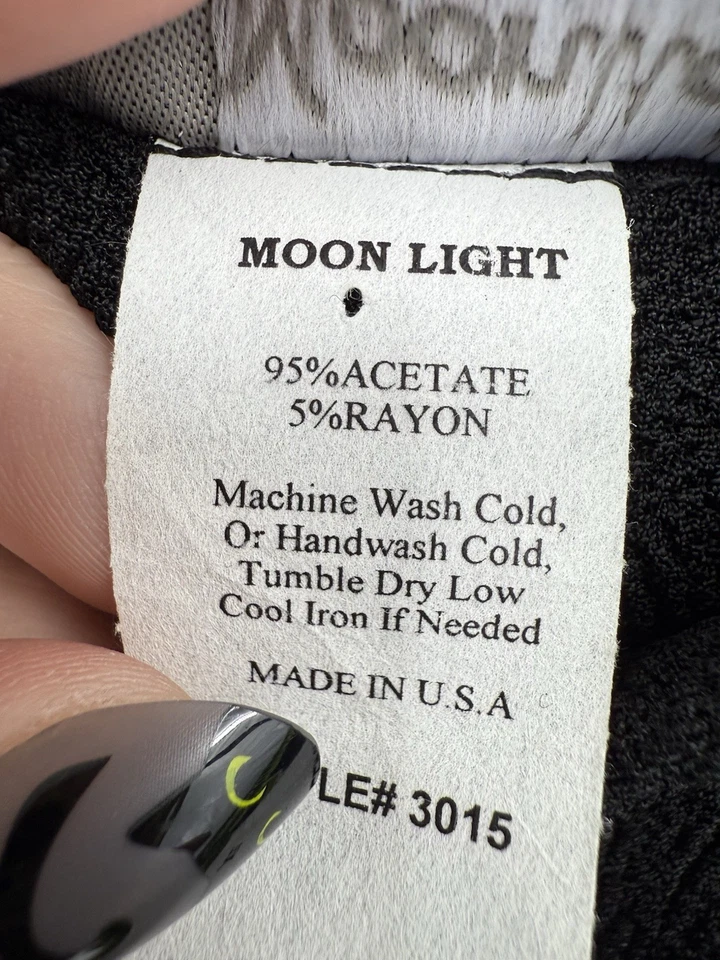 MOON LIGHT
95%ACETATE
5%RAYON
Machine Wash Cold,
Or Handwash Cold,
Tumble Dry Low
Cool Iron If Needed
MADE IN U.S.A
LE# 3015